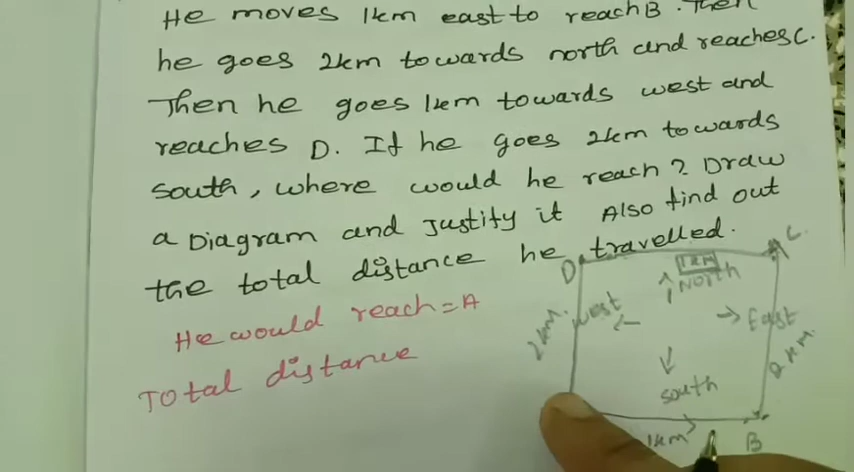 He moves 1km east to reach B. Then
he goes 2km towards north and reaches C.
Then he goes 1km towards west and
reaches D. If he goes 2km towards
south, where would he reach? Draw
a Diagram and Justify it Also find out
the total distance he travelled.
He would reach = A
Total distance
D
1km
C
North
West
East
2km
2km
South
1km
B